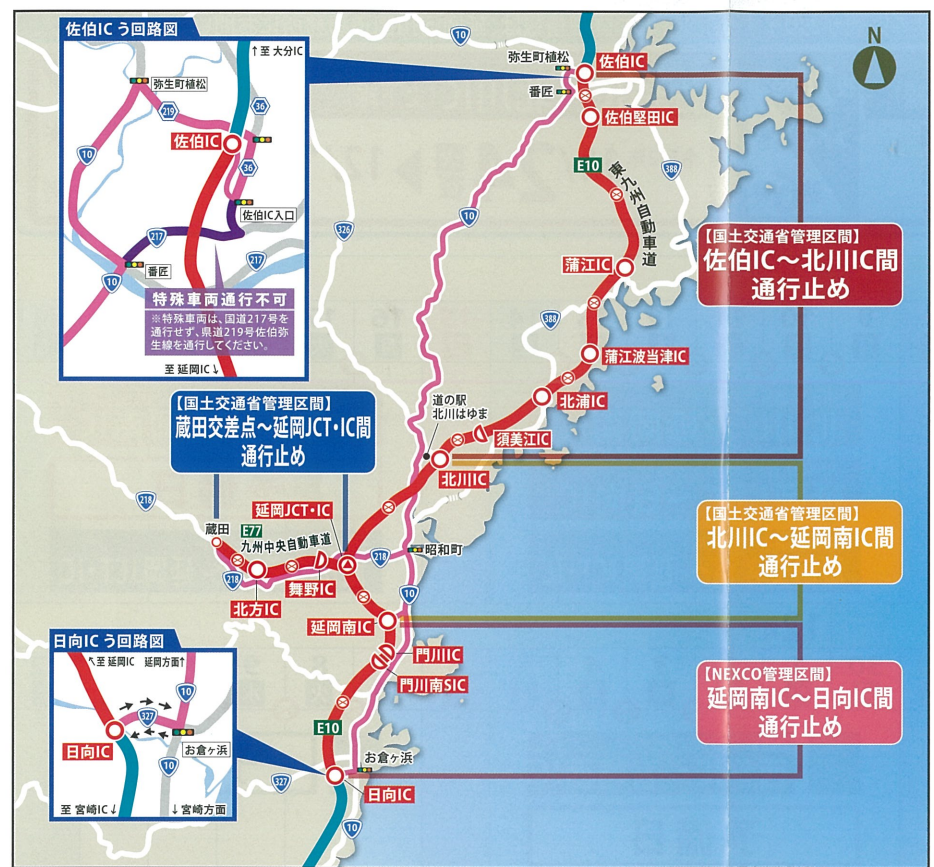 佐伯IC う回路図
↑至 大分IC
弥生町植松
219
36
佐伯IC
10
36
佐伯IC入口
217
217
番匠
10
特殊車両通行不可
※特殊車両は、国道217号を
通行せず、県道219号佐伯弥
生線を通行してください。
至 延岡IC↓
10
N
弥生町植松
佐伯IC
番匠
佐伯堅田IC
E10
388
東九州自動車道
10
326
蒲江IC
【国土交通省管理区間】
佐伯IC～北川IC間
通行止め
388
蒲江波当津IC
北浦IC
道の駅
北川はゆま
須美江IC
北川IC
【国土交通省管理区間】
蔵田交差点～延岡JCT・IC間
通行止め
218
延岡JCT・IC
蔵田
E77
九州中央自動車道
218
昭和町
218
舞野IC
北方IC
10
【国土交通省管理区間】
北川IC～延岡南IC間
通行止め
延岡南IC
門川IC
門川南SIC
【NEXCO管理区間】
延岡南IC～日向IC間
通行止め
日向IC う回路図
↖至 延岡IC
延岡方面↑
10
327
日向IC
お倉ヶ浜
10
至 宮崎IC↓
↓宮崎方面
E10
お倉ヶ浜
327
日向IC
10